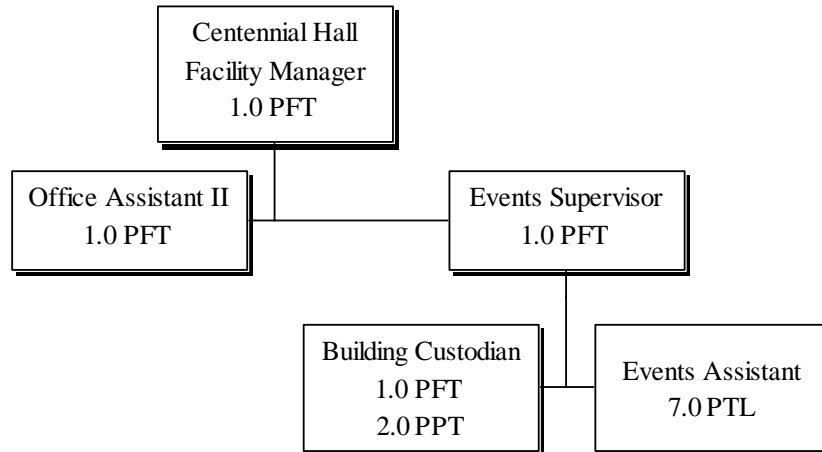 Centennial Hall
Facility Manager
1.0 PFT
Office Assistant II
1.0 PFT
Events Supervisor
1.0 PFT
Building Custodian
1.0 PFT
2.0 PPT
Events Assistant
7.0 PTL